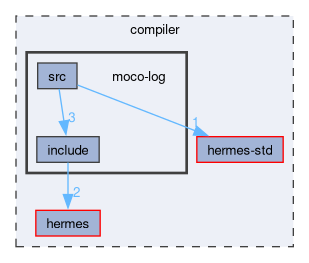 compiler
src
moco-log
3
1
include
hermes-std
2
hermes